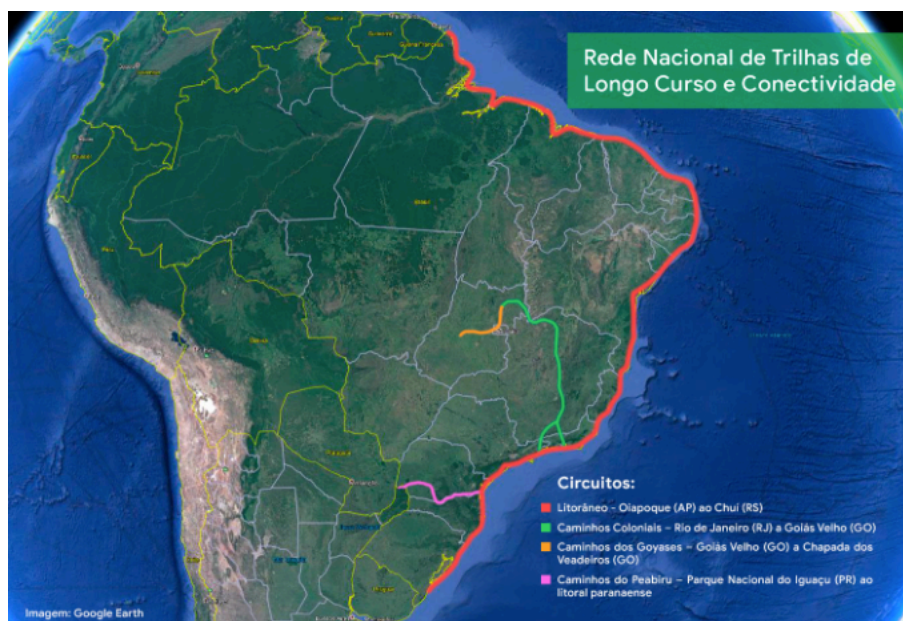 Rede Nacional de Trilhas de
Longo Curso e Conectividade
Brasil
Peru
Circuitos:
Litorâneo - Oiapoque (AP) ao Chuí (RS)
Caminhos Coloniais – Rio de Janeiro (RJ) a Goiás Velho (GO)
Caminhos dos Goyases – Goiás Velho (GO) a Chapada dos
Veadeiros (GO)
Caminhos do Peabiru – Parque Nacional do Iguaçu (PR) ao
litoral paranaense
Imagem: Google Earth